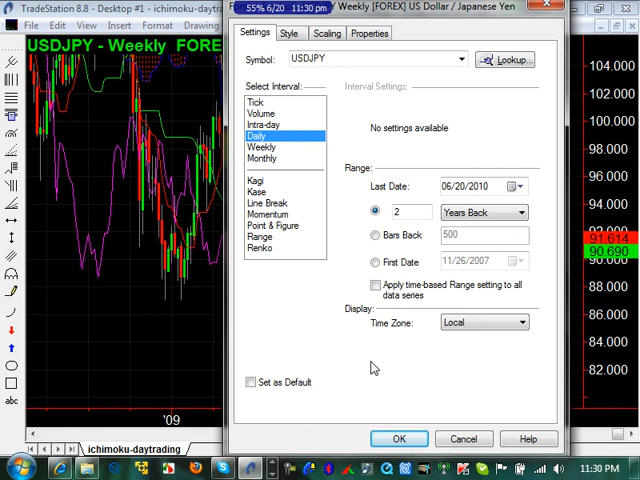 TradeStation 8.8 - Desktop #1 - ichimoku-daytrading
55% 6/20 11:30 pm
Weekly [FOREX] US Dollar / Japanese Yen
File
Edit
View
Insert
Format
USDJPY - Weekly FORE
Settings
Style
Scaling
Properties
Symbol:
USDJPY
Lookup...
Select Interval:
Tick
Volume
Intra-day
Daily
Weekly
Monthly
Kagi
Kase
Line Break
Momentum
Point & Figure
Range
Renko
Interval Settings:
No settings available
Range:
Last Date:
06/20/2010
2
Years Back
Bars Back
500
First Date
11/26/2007
Apply time-based Range setting to all
data series
Display:
Time Zone:
Local
Set as Default
OK
Cancel
Help
104.000
102.000
100.000
98.000
96.000
94.000
91.614
90.690
88.000
86.000
84.000
82.000
abc
'09
ichimoku-daytrading
11:30 PM